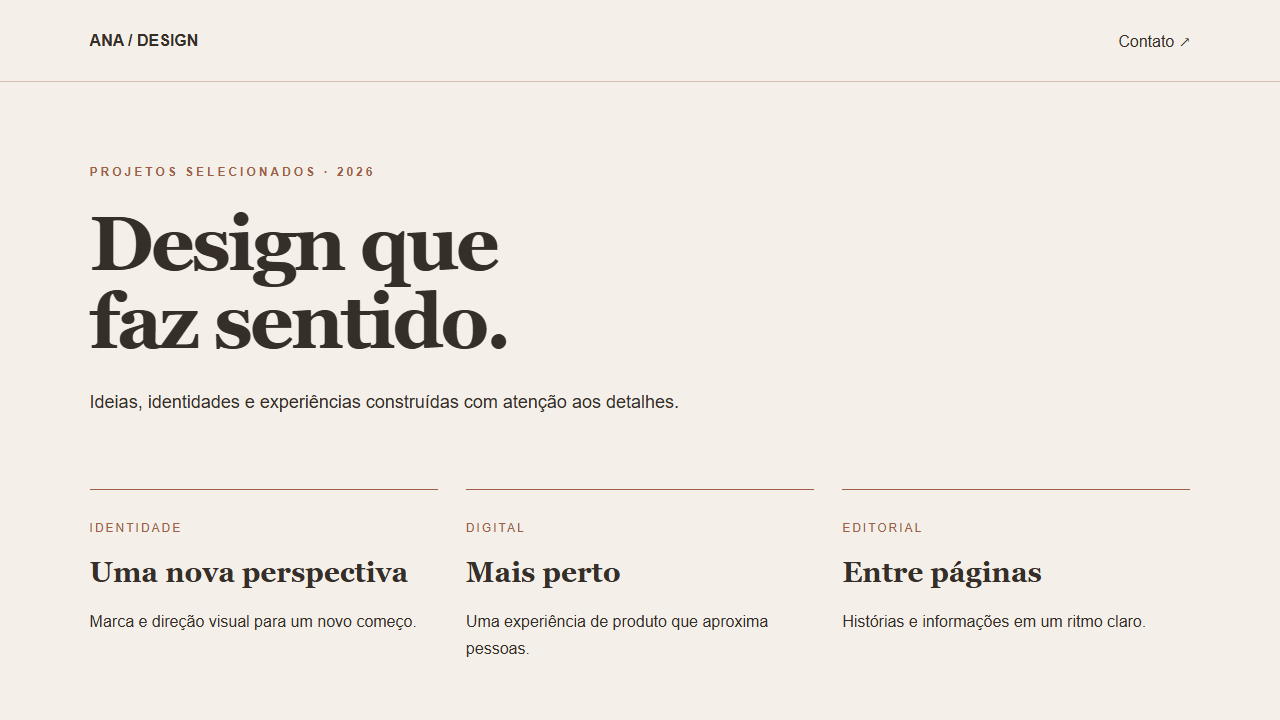 ANA / DESIGN
Contato ↗
PROJETOS SELECIONADOS · 2026
Design que
faz sentido.
Ideias, identidades e experiências construídas com atenção aos detalhes.
IDENTIDADE
Uma nova perspectiva
Marca e direção visual para um novo começo.
DIGITAL
Mais perto
Uma experiência de produto que aproxima
pessoas.
EDITORIAL
Entre páginas
Histórias e informações em um ritmo claro.